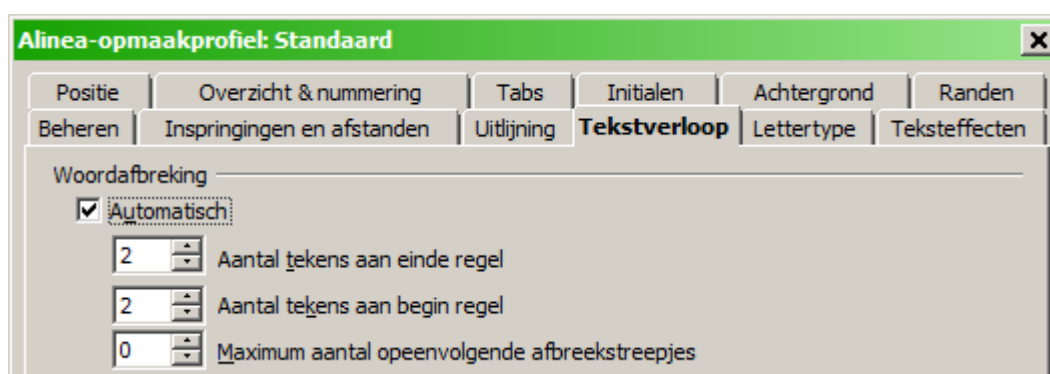 Alinea-opmaakprofiel: Standaard
Positie Overzicht & nummering Tabs Initialen Achtergrond Randen
Beheren Inspringingen en afstanden Uitlijning Tekstverloop Lettertype Teksteffecten
Woordafbreking
Automatisch
2 Aantal tekens aan einde regel
2 Aantal tekens aan begin regel
0 Maximum aantal opeenvolgende afbreekstreepjes